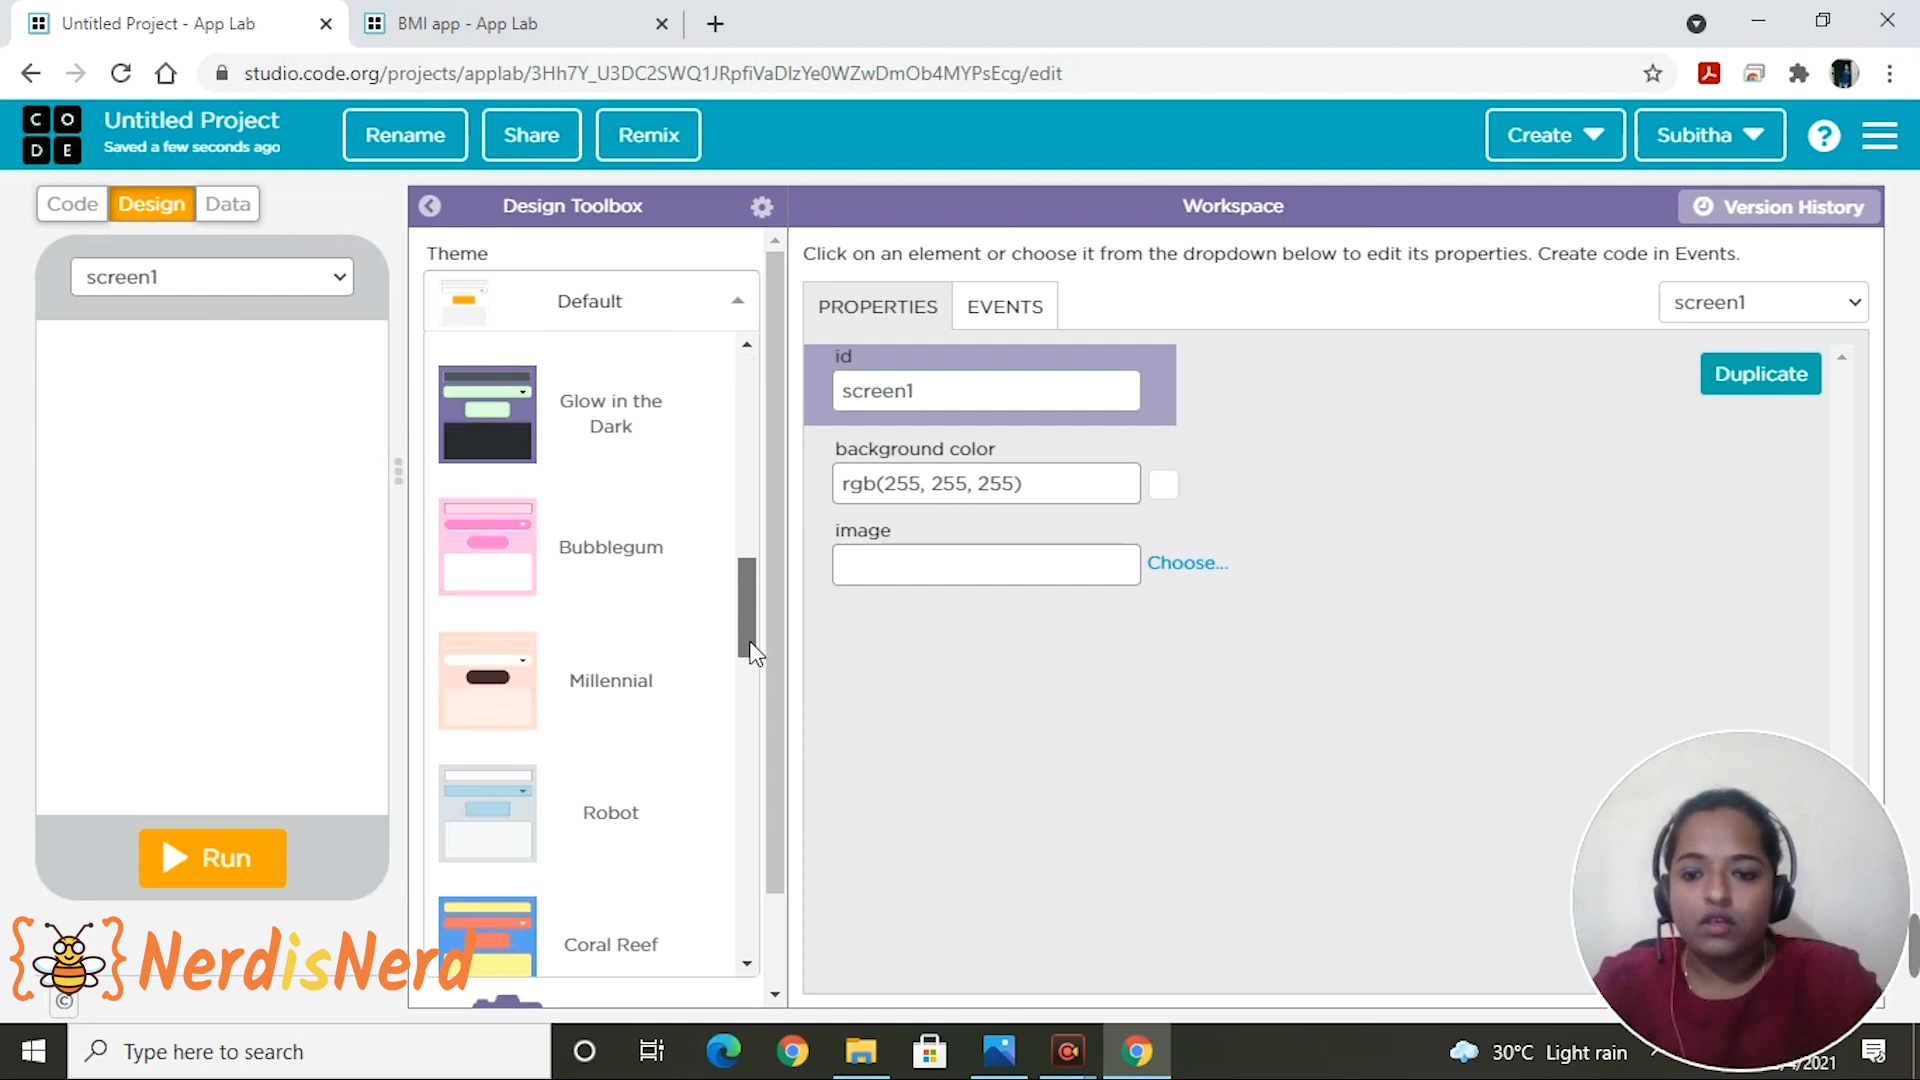 Untitled Project - App Lab
BMI app - App Lab
studio.code.org/projects/applab/3Hh7Y_U3DC2SWQ1JRpfiVaDlzYe0WZwDmOb4MYPsEcg/edit
C O
D E
Untitled Project
Saved a few seconds ago
Rename
Share
Remix
Create
Subitha
?
Code
Design
Data
Design Toolbox
Workspace
Version History
Theme
Click on an element or choose it from the dropdown below to edit its properties. Create code in Events.
screen1
Default
PROPERTIES
EVENTS
screen1
id
screen1
Duplicate
Glow in the
Dark
background color
rgb(255, 255, 255)
image
Choose...
Bubblegum
Millennial
Robot
Coral Reef
Run
{ } NerdisNerd
©
Type here to search
30°C Light rain